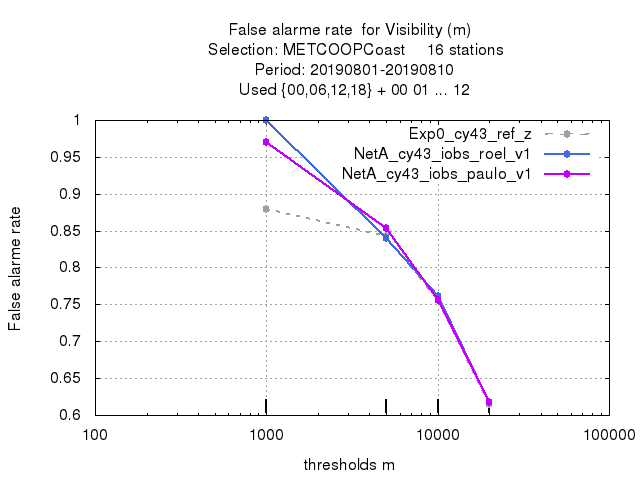 False alarme rate  for Visibility (m)
Selection: METCOOPCoast    16 stations
Period: 20190801-20190810
Used {00,06,12,18} + 00 01 ... 12
Exp0_cy43_ref_z
NetA_cy43_iobs_roel_v1
NetA_cy43_iobs_paulo_v1
False alarme rate
1
0.95
0.9
0.85
0.8
0.75
0.7
0.65
0.6
100
1000
10000
100000
thresholds m